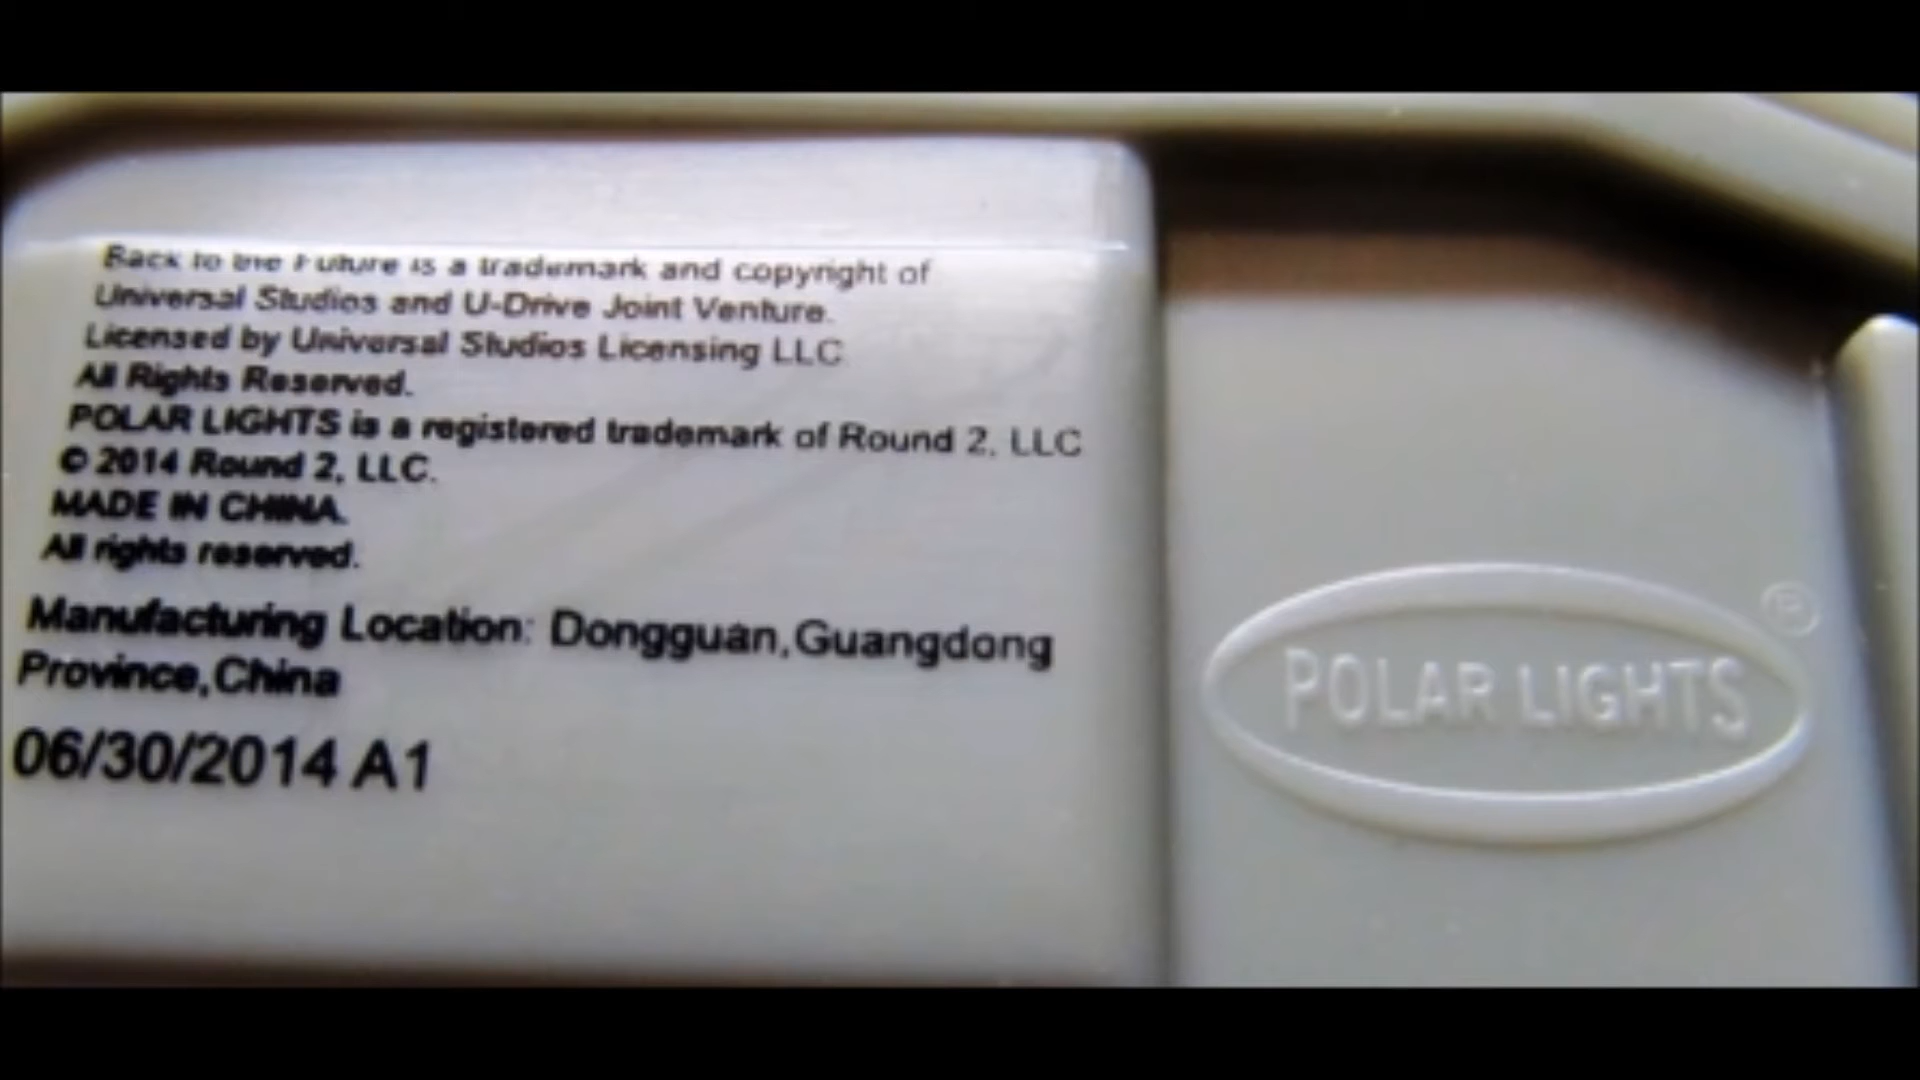 Back to the Future is a trademark and copyright of
Universal Studios and U-Drive Joint Venture.
Licensed by Universal Studios Licensing LLC
All Rights Reserved.
POLAR LIGHTS is a registered trademark of Round 2, LLC
© 2014 Round 2, LLC.
MADE IN CHINA.
All rights reserved.
Manufacturing Location: Dongguan,Guangdong
Province,China
06/30/2014 A1
POLAR LIGHTS ®